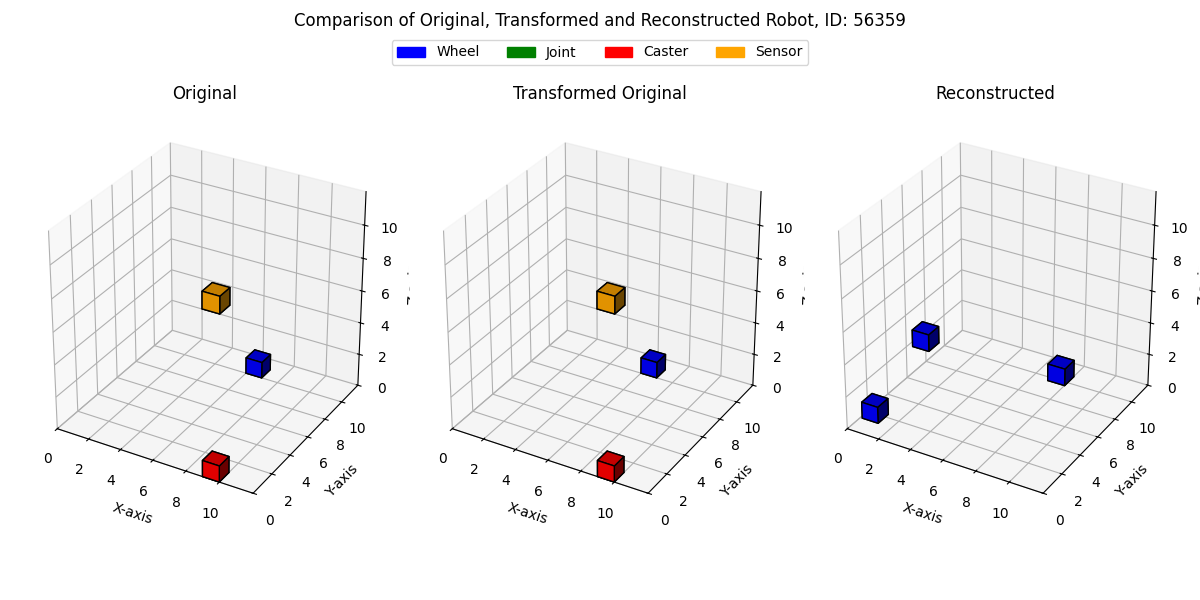 Comparison of Original, Transformed and Reconstructed Robot, ID: 56359
Wheel Joint Caster Sensor
Original Transformed Original Reconstructed
10 10 10
8 8 8
6 6 6
4 4 4
2 2 2
0 0 0
0 2 4 6 8 10 0 2 4 6 8 10 0 2 4 6 8 10
0 2 4 6 8 10 0 2 4 6 8 10 0 2 4 6 8 10
X-axis Y-axis X-axis Y-axis X-axis Y-axis